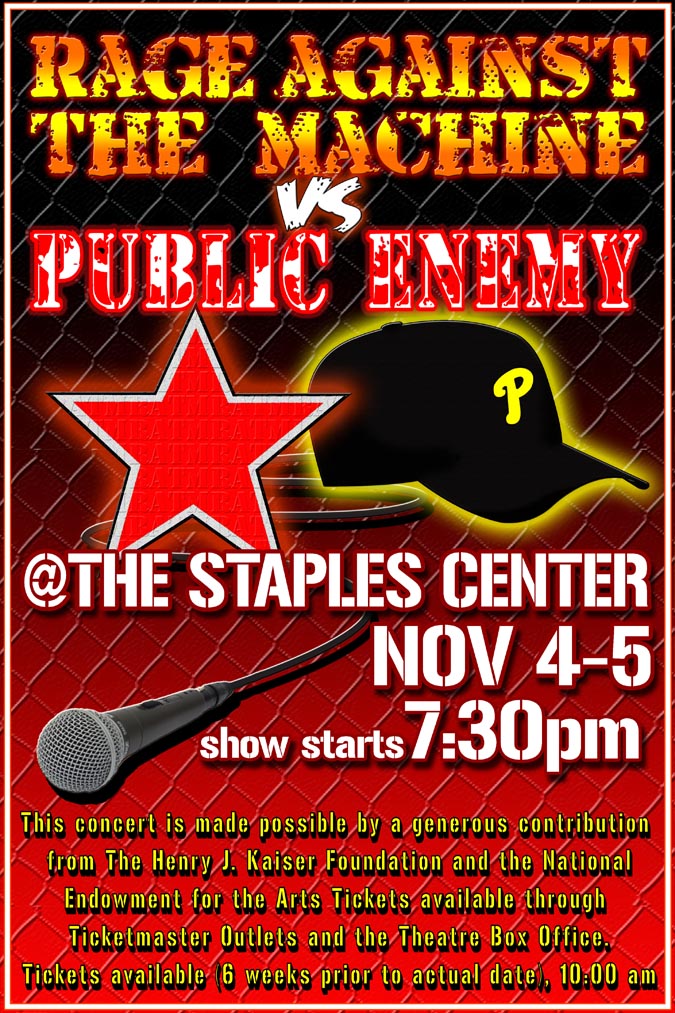 RAGE AGAINST
THE MACHINE
VS
PUBLIC ENEMY
P
@THE STAPLES CENTER
NOV 4-5
show starts 7:30pm
This concert is made possible by a generous contribution
from The Henry J. Kaiser Foundation and the National
Endowment for the Arts Tickets available through
Ticketmaster Outlets and the Theatre Box Office.
Tickets available (6 weeks prior to actual date), 10:00 am